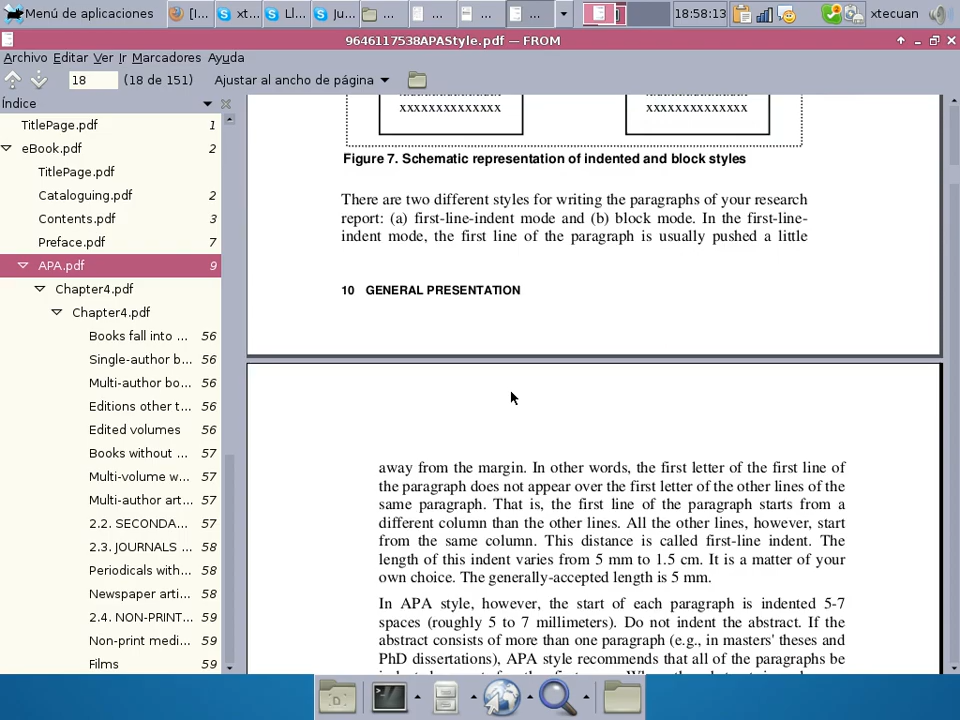 Menú de aplicaciones
[I...
xt...
Ll...
Ju...
...
...
...
...
18:58:13
xtecuan
9646117538APAStyle.pdf — FROM
Archivo Editar Ver Ir Marcadores Ayuda
18 (18 de 151) Ajustar al ancho de página
Índice
TitlePage.pdf 1
eBook.pdf 2
TitlePage.pdf
Cataloguing.pdf 2
Contents.pdf 3
Preface.pdf 7
APA.pdf 9
Chapter4.pdf
Chapter4.pdf
Books fall into ... 56
Single-author b... 56
Multi-author bo... 56
Editions other t... 56
Edited volumes 56
Books without ... 57
Multi-volume w... 57
Multi-author art... 57
2.2. SECONDA... 57
2.3. JOURNALS ... 58
Periodicals with... 58
Newspaper arti... 58
2.4. NON-PRINT... 59
Non-print medi... 59
Films 59
xxxxxxxxxxxxxx xxxxxxxxxxxxxx
Figure 7. Schematic representation of indented and block styles
There are two different styles for writing the paragraphs of your research
report: (a) first-line-indent mode and (b) block mode. In the first-line-
indent mode, the first line of the paragraph is usually pushed a little
10 GENERAL PRESENTATION
away from the margin. In other words, the first letter of the first line of
the paragraph does not appear over the first letter of the other lines of the
same paragraph. That is, the first line of the paragraph starts from a
different column than the other lines. All the other lines, however, start
from the same column. This distance is called first-line indent. The
length of this indent varies from 5 mm to 1.5 cm. It is a matter of your
own choice. The generally-accepted length is 5 mm.
In APA style, however, the start of each paragraph is indented 5-7
spaces (roughly 5 to 7 millimeters). Do not indent the abstract. If the
abstract consists of more than one paragraph (e.g., in masters' theses and
PhD dissertations), APA style recommends that all of the paragraphs be